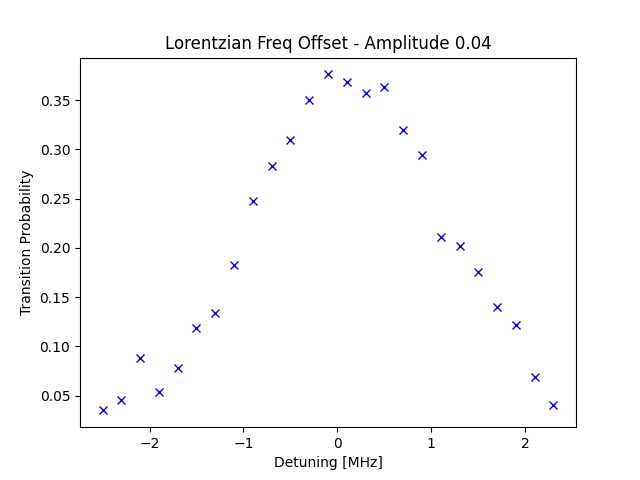 Lorentzian Freq Offset - Amplitude 0.04
Transition Probability
0.35
0.30
0.25
0.20
0.15
0.10
0.05
−2 −1 0 1 2
Detuning [MHz]